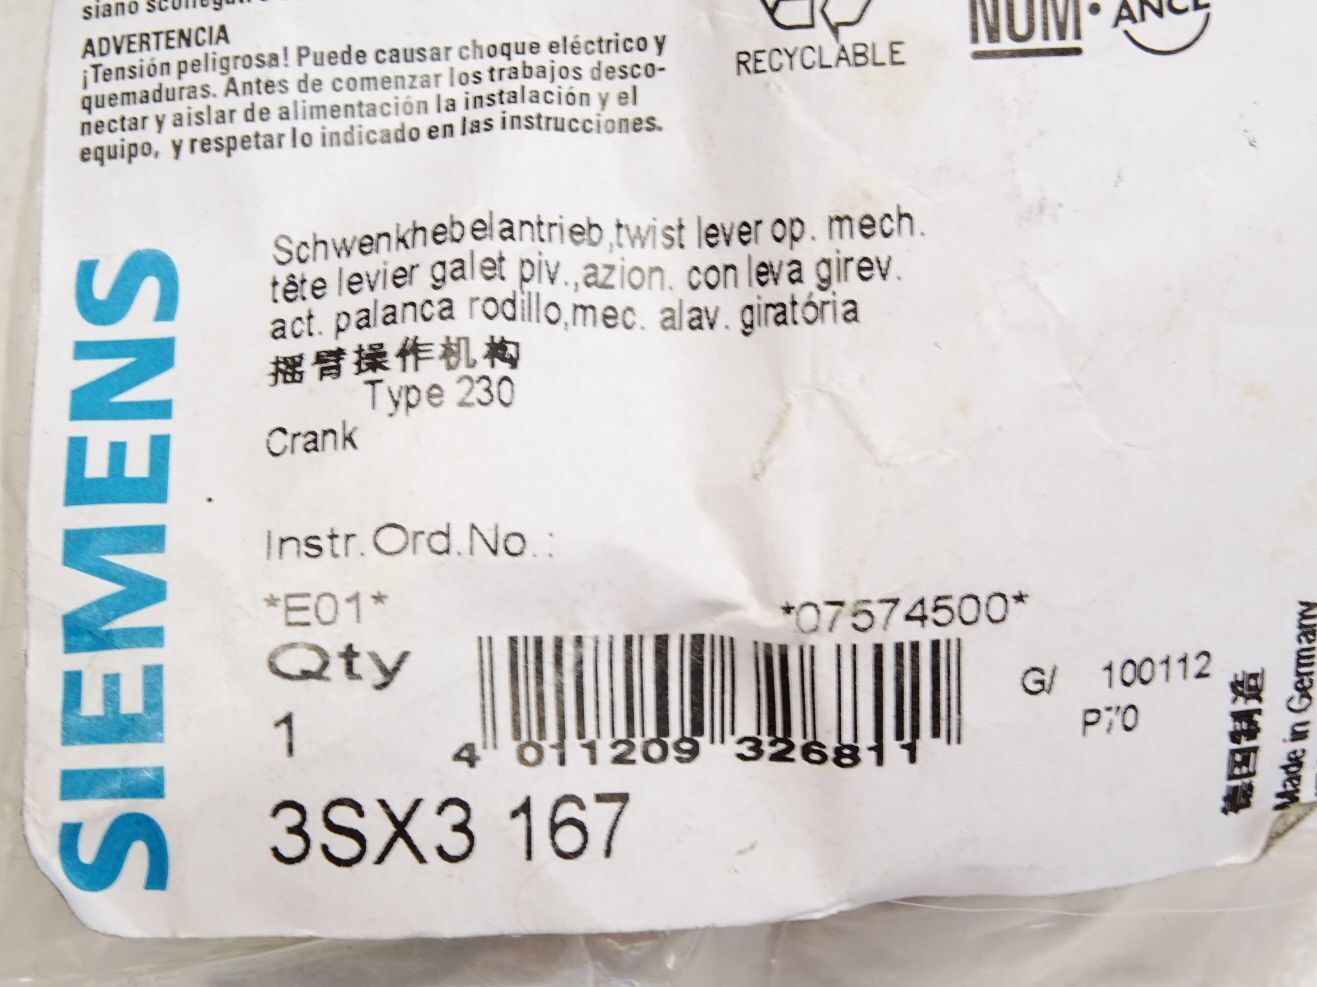 ADVERTENCIA
¡Tensión peligrosa! Puede causar choque eléctrico y
quemaduras. Antes de comenzar los trabajos desco-
nectar y aislar de alimentación la instalación y el
equipo, y respetar lo indicado en las instrucciones.
RECYCLABLE
NUM
SIEMENS
Schwenkhebelantrieb,twist lever op. mech.
tête levier galet piv.,azion. con leva girev.
act. palanca rodillo,mec. alav. giratória
摇臂操作机构
Type 230
Crank
Instr.Ord.No.:
*E01*
*07574500*
Qty
1
4 011209 326811
G/ 100112
P70
德国制造
Made in Germany
3SX3 167